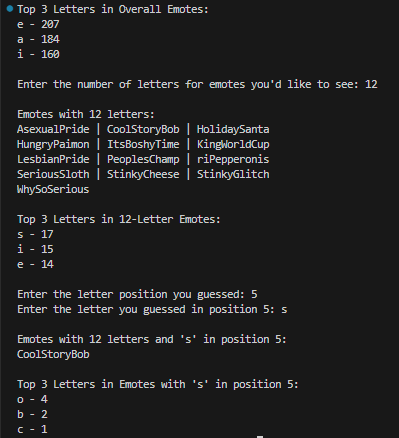 Top 3 Letters in Overall Emotes:
e - 207
a - 184
i - 160
Enter the number of letters for emotes you'd like to see: 12
Emotes with 12 letters:
AsexualPride | CoolStoryBob | HolidaySanta
HungryPaimon | ItsBoshyTime | KingWorldCup
LesbianPride | PeoplesChamp | riPepperonis
SeriousSloth | StinkyCheese | StinkyGlitch
WhySoSerious
Top 3 Letters in 12-Letter Emotes:
s - 17
i - 15
e - 14
Enter the letter position you guessed: 5
Enter the letter you guessed in position 5: s
Emotes with 12 letters and 's' in position 5:
CoolStoryBob
Top 3 Letters in Emotes with 's' in position 5:
o - 4
b - 2
c - 1